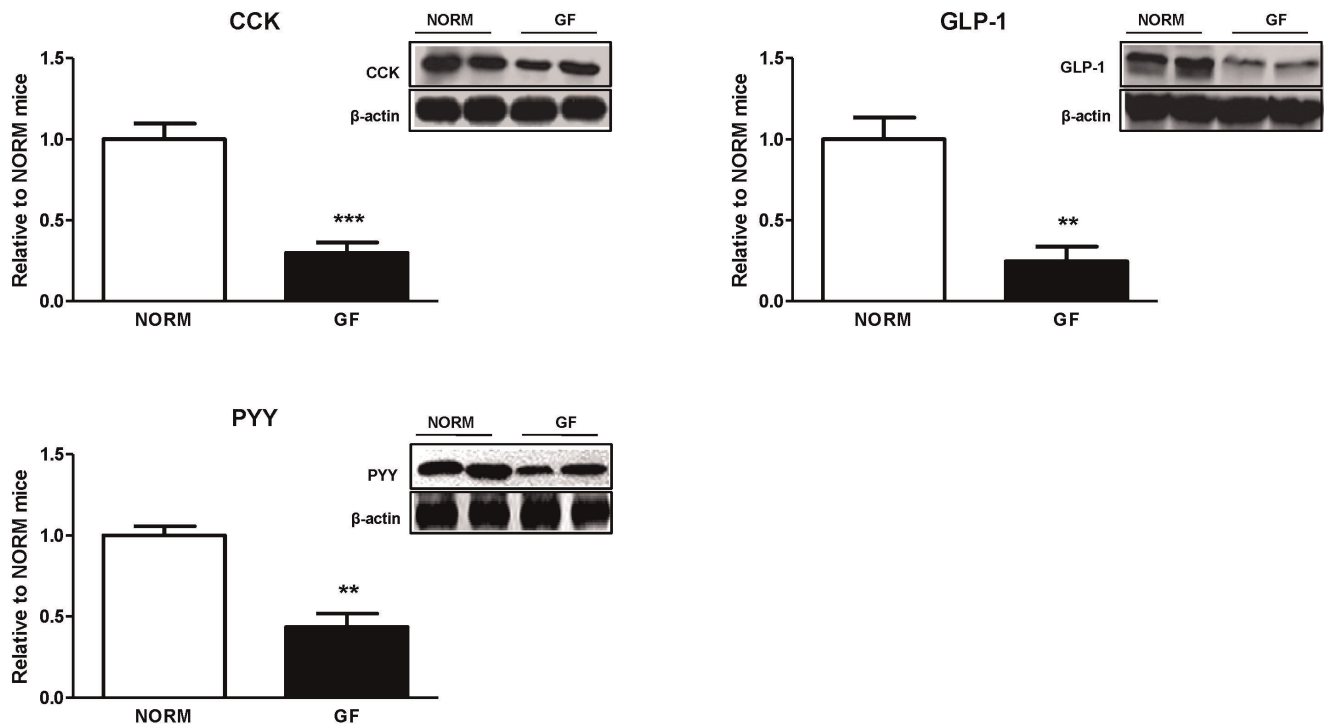 CCK
NORM GF
CCK
β-actin
Relative to NORM mice
1.5
1.0
0.5
0.0
***
NORM GF
GLP-1
NORM GF
GLP-1
β-actin
Relative to NORM mice
1.5
1.0
0.5
0.0
**
NORM GF
PYY
NORM GF
PYY
β-actin
Relative to NORM mice
1.5
1.0
0.5
0.0
**
NORM GF